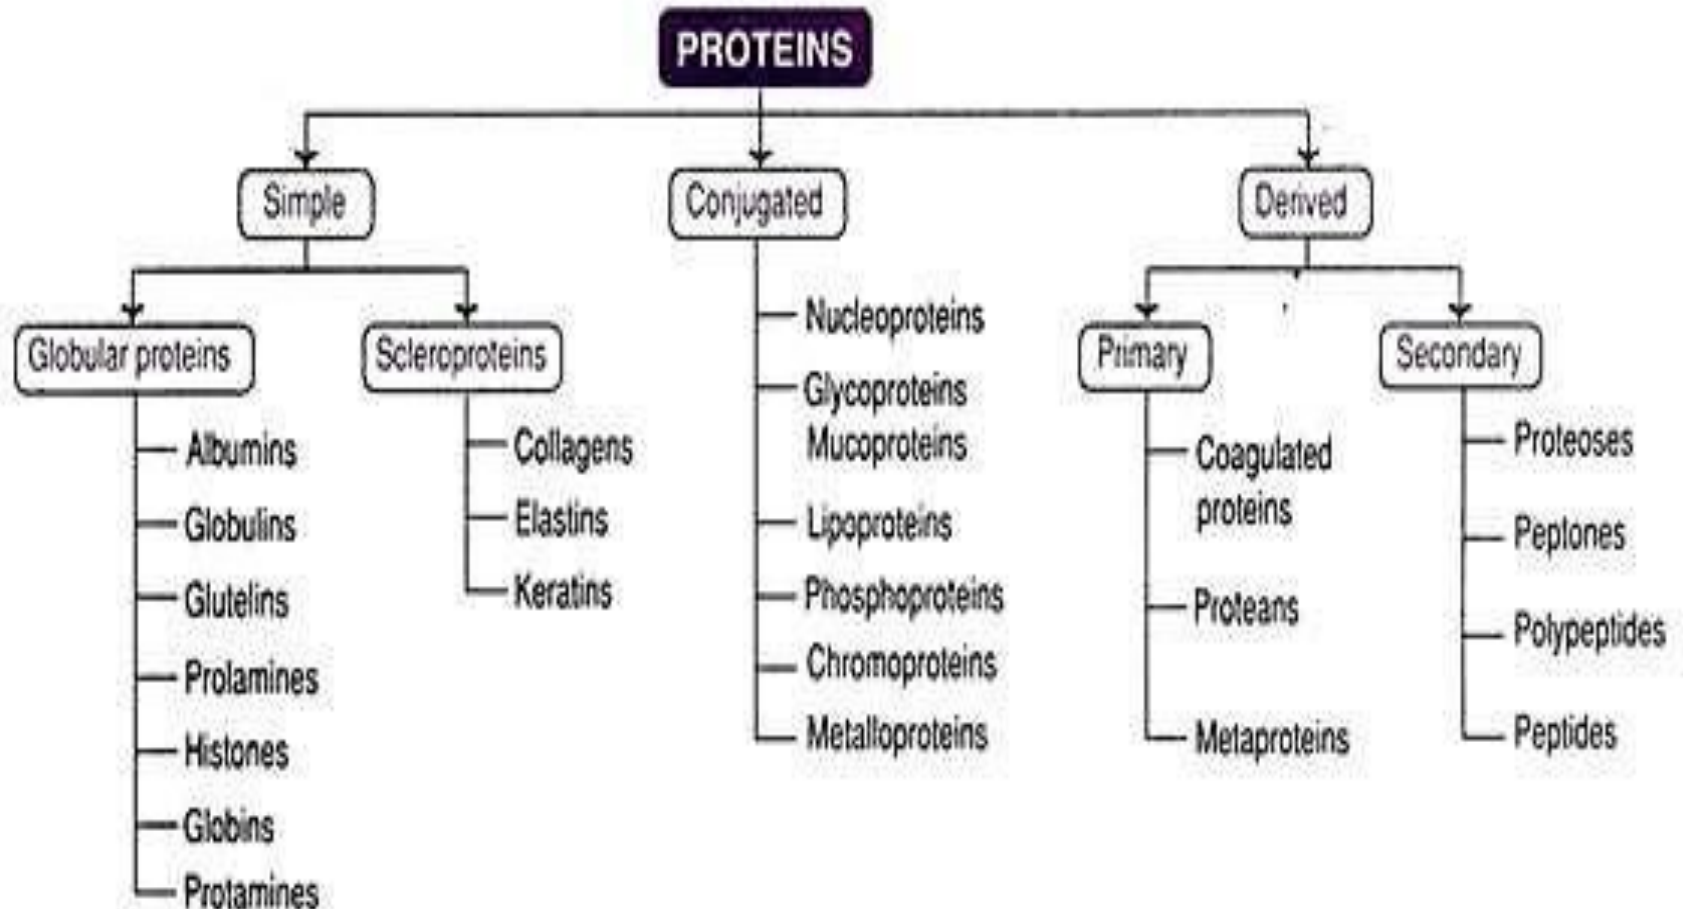 PROTEINS
Simple
Conjugated
Derived
Globular proteins
Scleroproteins
Primary
Secondary
Albumins
Globulins
Glutelins
Prolamines
Histones
Globins
Protamines
Collagens
Elastins
Keratins
Nucleoproteins
Glycoproteins
Mucoproteins
Lipoproteins
Phosphoproteins
Chromoproteins
Metalloproteins
Coagulated
proteins
Proteans
Metaproteins
Proteoses
Peptones
Polypeptides
Peptides